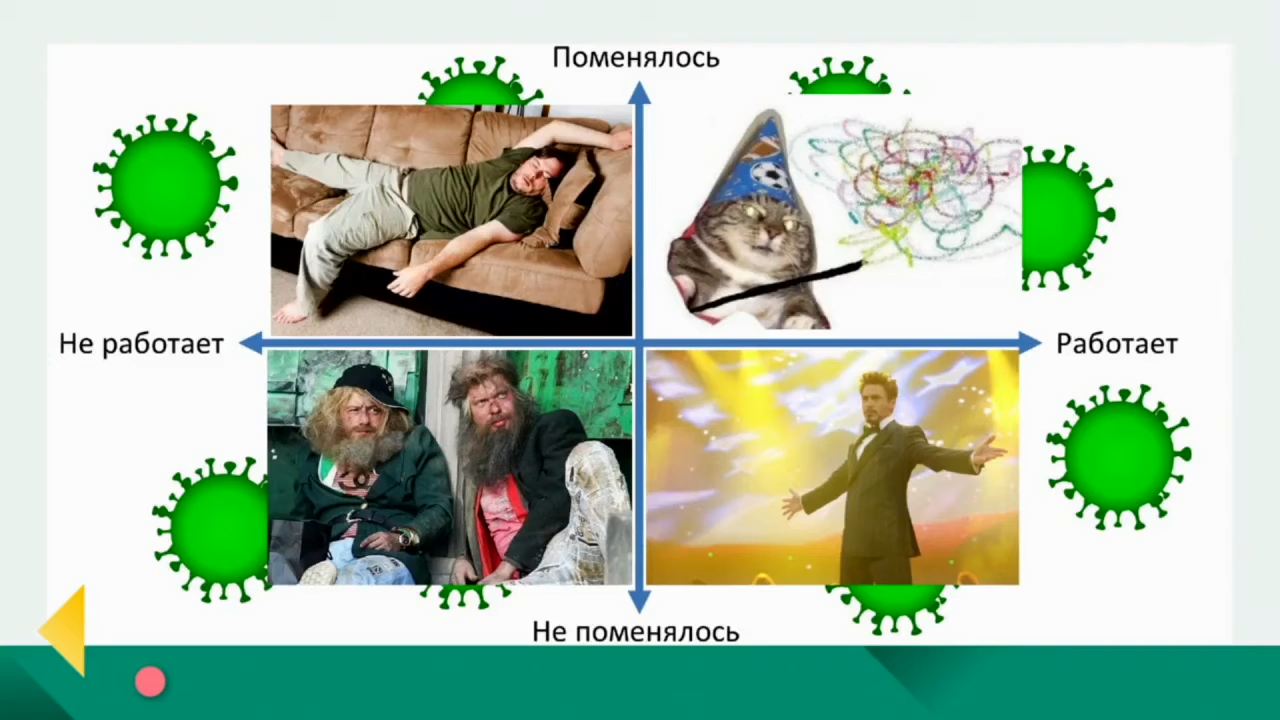 Поменялось
Не работает
Работает
Не поменялось